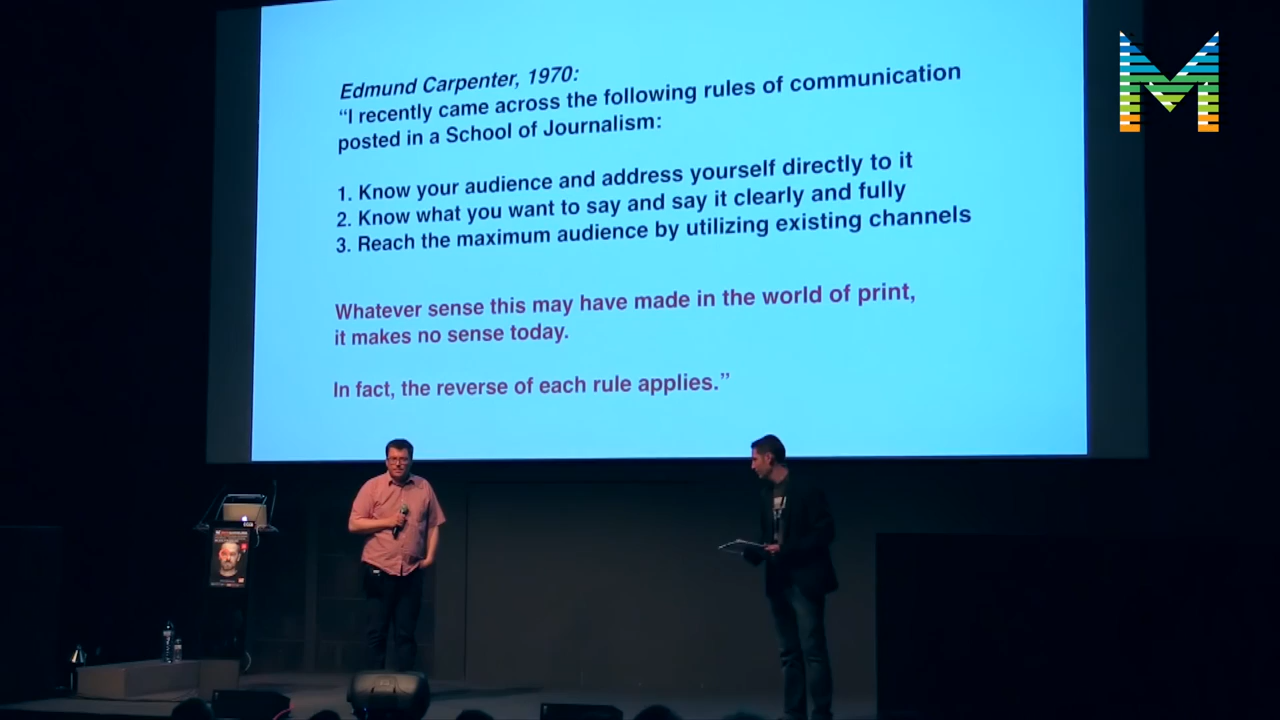 Edmund Carpenter, 1970:
“I recently came across the following rules of communication
posted in a School of Journalism:
1. Know your audience and address yourself directly to it
2. Know what you want to say and say it clearly and fully
3. Reach the maximum audience by utilizing existing channels
Whatever sense this may have made in the world of print,
it makes no sense today.
In fact, the reverse of each rule applies.”
M